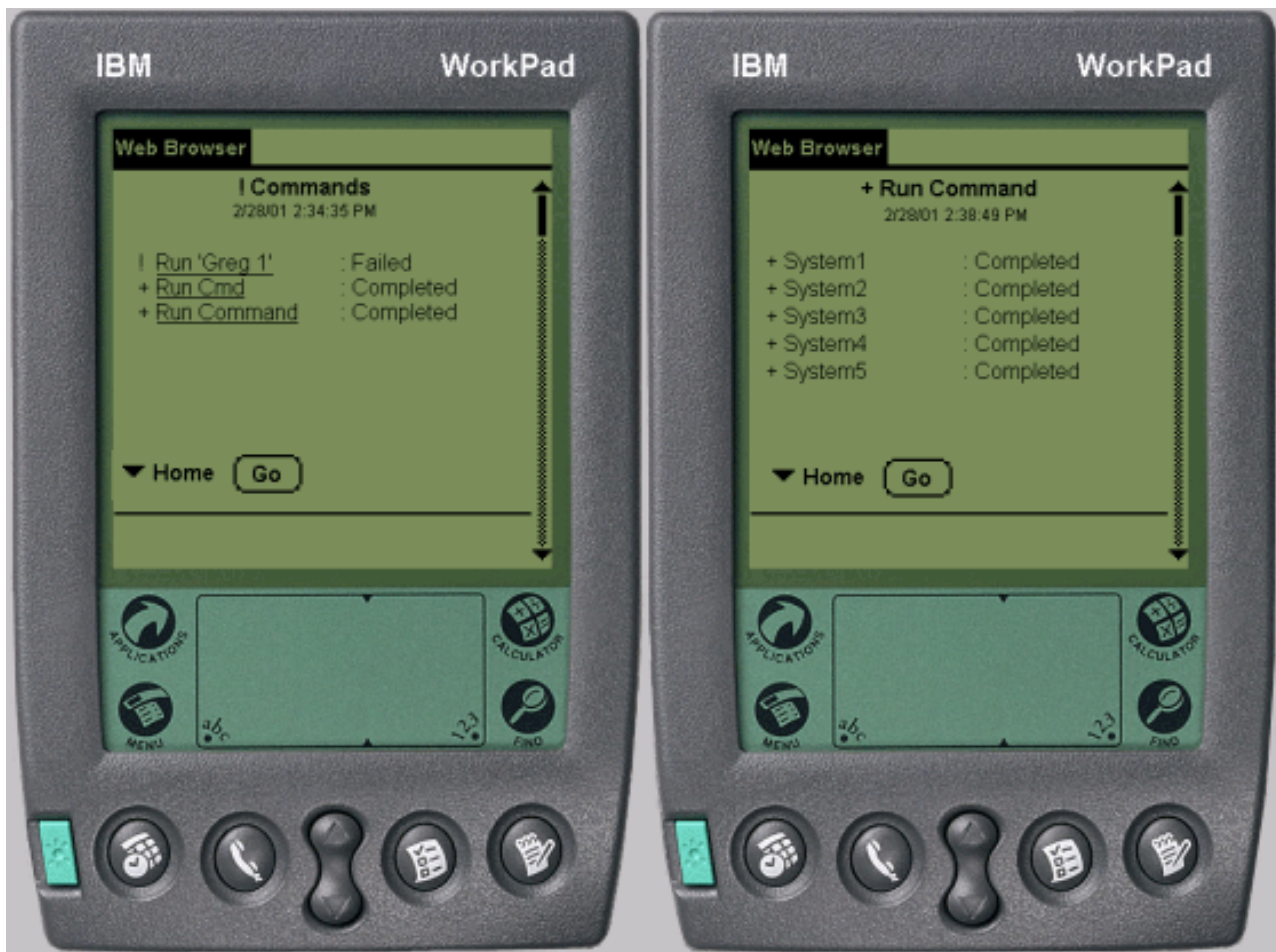 IBM WorkPad
Web Browser
! Commands
2/28/01 2:34:35 PM
! Run 'Greg 1' : Failed
+ Run Cmd : Completed
+ Run Command : Completed
Home Go
APPLICATIONS
CALCULATOR
MENU
abc
123
FIND
IBM WorkPad
Web Browser
+ Run Command
2/28/01 2:38:49 PM
+ System1 : Completed
+ System2 : Completed
+ System3 : Completed
+ System4 : Completed
+ System5 : Completed
Home Go
APPLICATIONS
CALCULATOR
MENU
abc
123
FIND